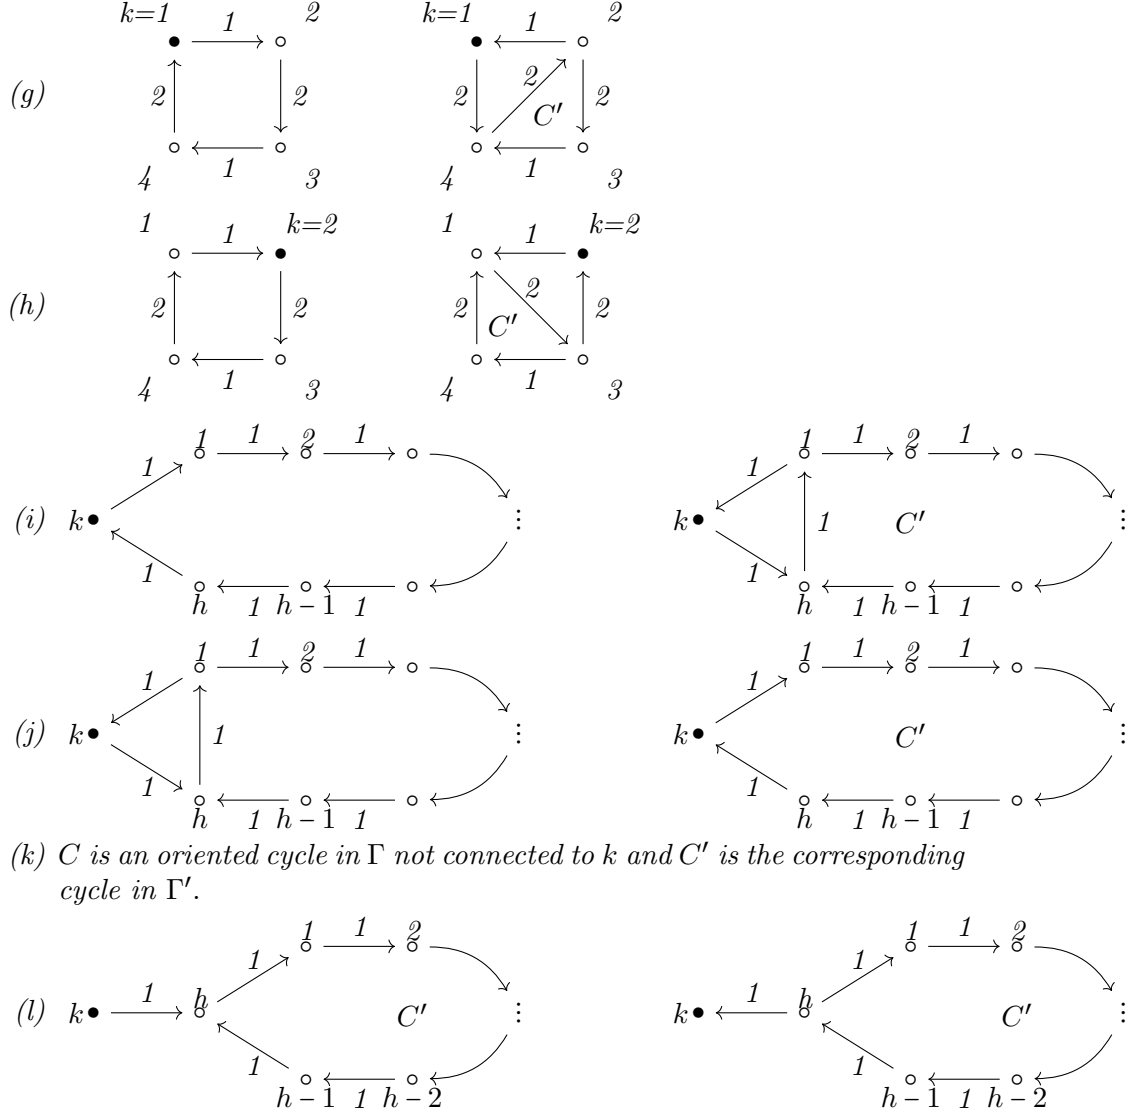 k=1 1 2 k=1 1 2
(g) 2 2 2 2 C′ 2
4 1 3 4 1 3
1 1 k=2 1 1 k=2
(h) 2 2 2 C′ 2 2
4 1 3 4 1 3
1 1 2 1 1 1 2 1
1 1
(i) k ⋮ k 1 C′ ⋮
1 1
h 1 h−1 1 h 1 h−1 1
1 1 2 1 1 1 2 1
1 1
(j) k 1 ⋮ k C′ ⋮
1 1
h 1 h−1 1 h 1 h−1 1
(k) C is an oriented cycle in Γ not connected to k and C′ is the corresponding
cycle in Γ′.
1 1 2 1 1 2
1 1
(l) k 1 h C′ ⋮ k 1 h C′ ⋮
1 1
h−1 1 h−2 h−1 1 h−2